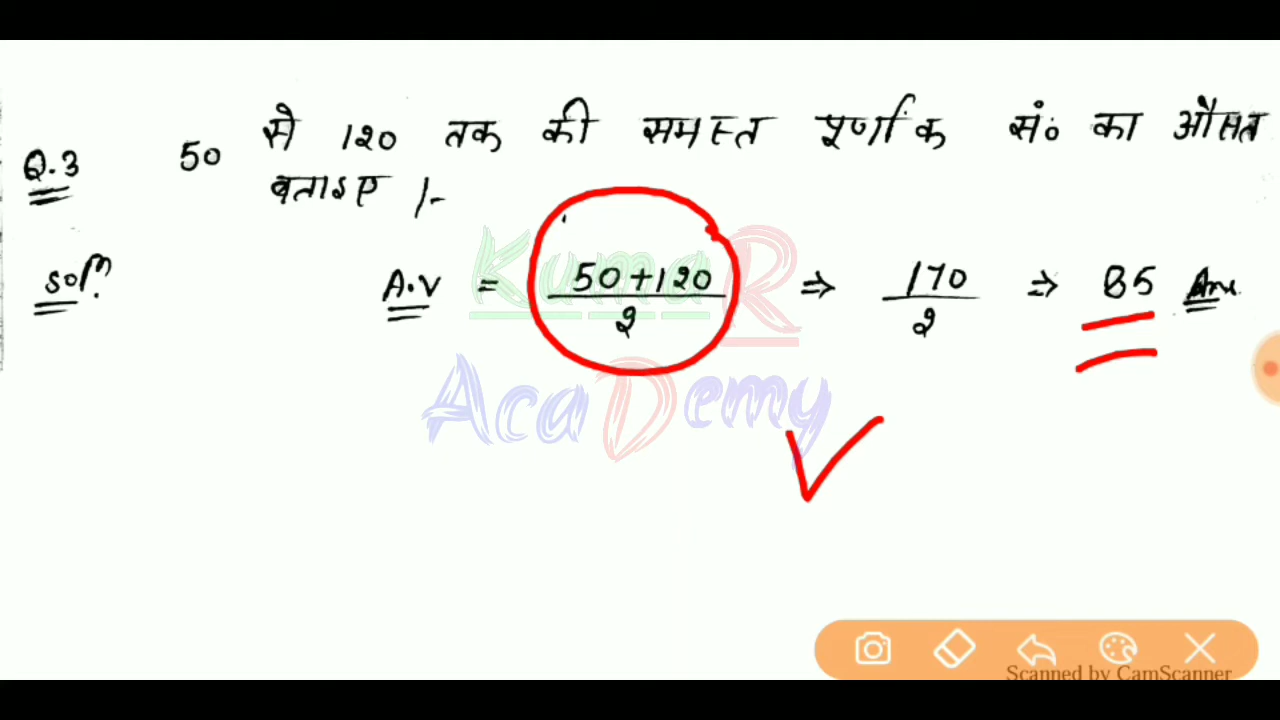 Q.3 50 से 120 तक की समस्त पूर्णांक सं० का औसत
बताइए |-
Soln. A.V = 50+120/2 ⇒ 170/2 ⇒ 85 Ans.
KumaR
AcaDemy
Scanned by CamScanner